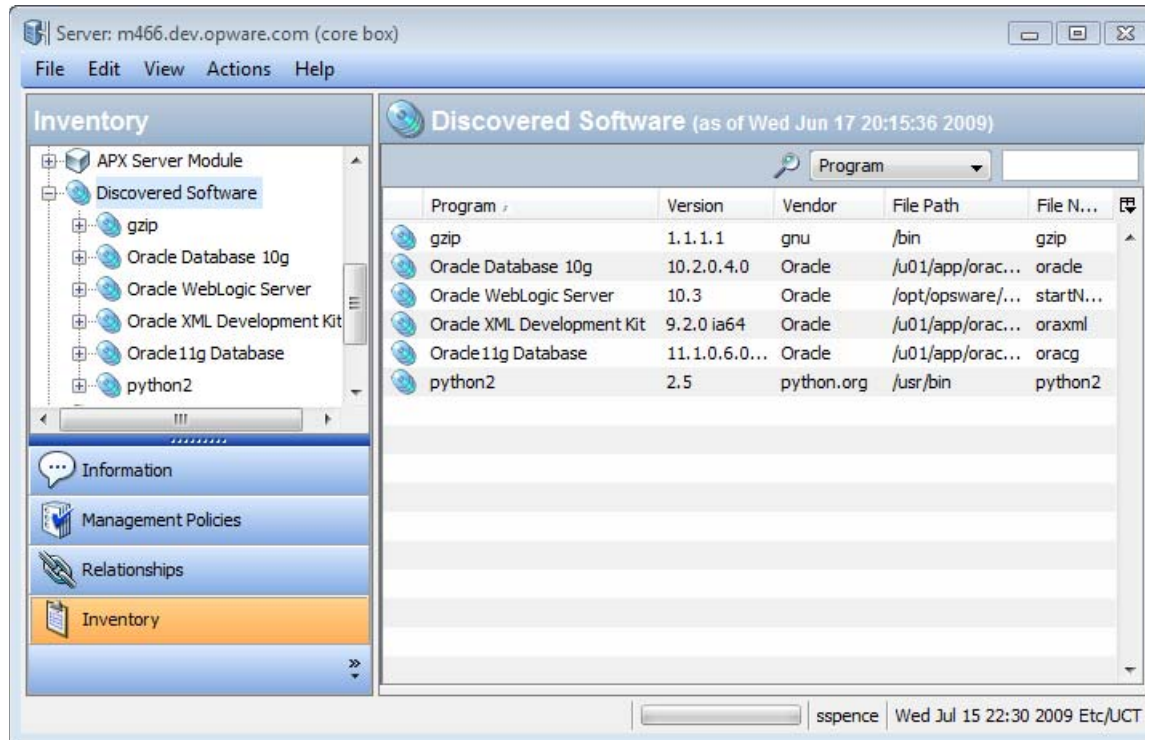 Server: m466.dev.opware.com (core box)
File Edit View Actions Help
Inventory
APX Server Module
Discovered Software
gzip
Oracle Database 10g
Oracle WebLogic Server
Oracle XML Development Kit
Oracle11g Database
python2
Information
Management Policies
Relationships
Inventory
Discovered Software (as of Wed Jun 17 20:15:36 2009)
Program
Program Version Vendor File Path File N...
gzip 1.1.1.1 gnu /bin gzip
Oracle Database 10g 10.2.0.4.0 Oracle /u01/app/orac... oracle
Oracle WebLogic Server 10.3 Oracle /opt/opsware/... startN...
Oracle XML Development Kit 9.2.0 ia64 Oracle /u01/app/orac... oraxml
Oracle11g Database 11.1.0.6.0... Oracle /u01/app/orac... oracg
python2 2.5 python.org /usr/bin python2
sspence Wed Jul 15 22:30 2009 Etc/UCT